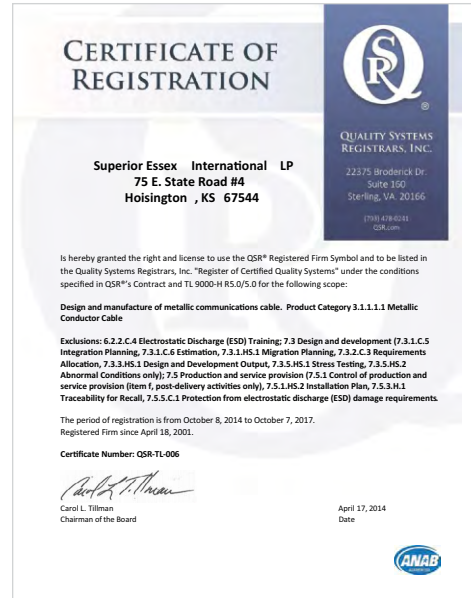 CERTIFICATE OF
REGISTRATION
QSR
®
QUALITY SYSTEMS
REGISTRARS, INC.
22375 Broderick Dr.
Suite 160
Sterling, VA. 20166
(733) 478-0241
QSR.com
Superior Essex International LP
75 E. State Road #4
Hoisington , KS 67544
Is hereby granted the right and license to use the QSR® Registered Firm Symbol and to be listed in
the Quality Systems Registrars, Inc. "Register of Certified Quality Systems" under the conditions
specified in QSR®'s Contract and TL 9000-H R5.0/5.0 for the following scope:
Design and manufacture of metallic communications cable. Product Category 3.1.1.1.1 Metallic
Conductor Cable
Exclusions: 6.2.2.C.4 Electrostatic Discharge (ESD) Training; 7.3 Design and development (7.3.1.C.5
Integration Planning, 7.3.1.C.6 Estimation, 7.3.1.HS.1 Migration Planning, 7.3.2.C.3 Requirements
Allocation, 7.3.3.HS.1 Design and Development Output, 7.3.5.HS.1 Stress Testing, 7.3.5.HS.2
Abnormal Conditions only); 7.5 Production and service provision (7.5.1 Control of production and
service provision (item f, post-delivery activities only), 7.5.1.HS.2 Installation Plan, 7.5.3.H.1
Traceability for Recall, 7.5.5.C.1 Protection from electrostatic discharge (ESD) damage requirements.
The period of registration is from October 8, 2014 to October 7, 2017.
Registered Firm since April 18, 2001.
Certificate Number: QSR-TL-006
Carol L. Tillman
Carol L. Tillman
April 17, 2014
Chairman of the Board
Date
ANAB